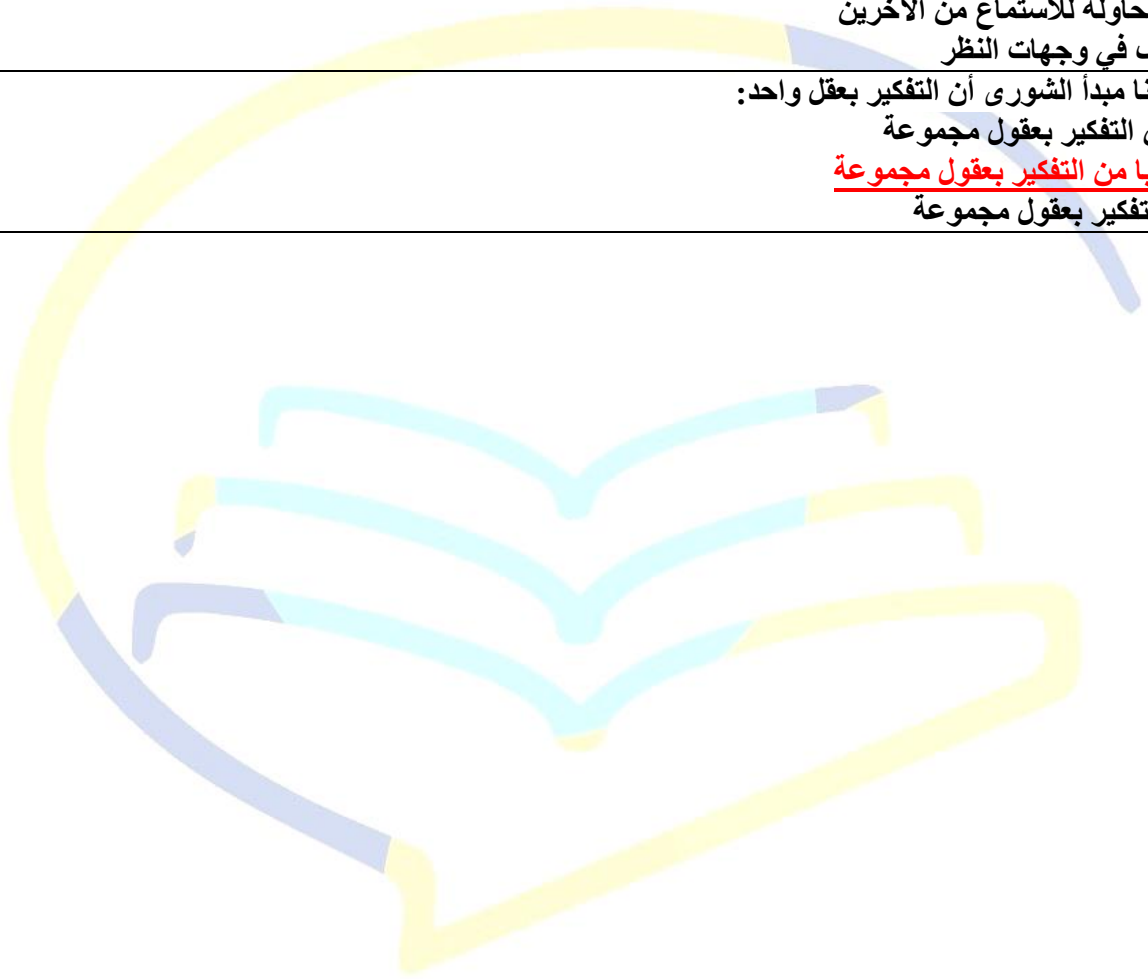 حاولة للاستماع من الآخرين
في وجهات النظر
نا مبدأ الشورى أن التفكير بعقل واحد:
التفكير بعقول مجموعة
با من التفكير بعقول مجموعة
تفكير بعقول مجموعة